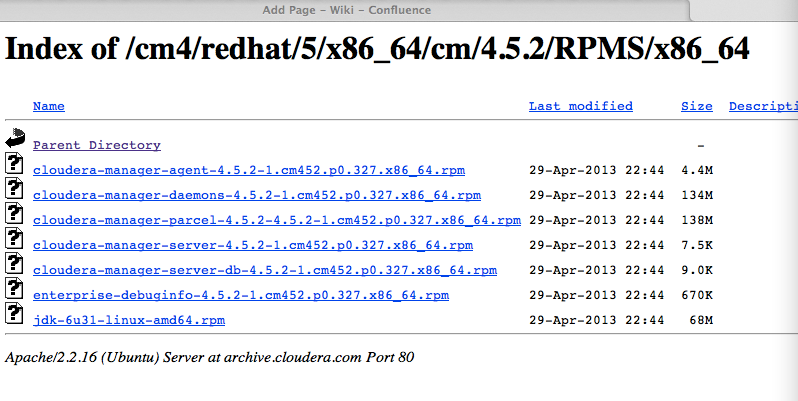 Add Page – Wiki – Confluence
Index of /cm4/redhat/5/x86_64/cm/4.5.2/RPMS/x86_64
Name Last modified Size Descripti
Parent Directory -
cloudera-manager-agent-4.5.2-1.cm452.p0.327.x86_64.rpm 29-Apr-2013 22:44 4.4M
cloudera-manager-daemons-4.5.2-1.cm452.p0.327.x86_64.rpm 29-Apr-2013 22:44 134M
cloudera-manager-parcel-4.5.2-4.5.2-1.cm452.p0.327.x86_64.rpm 29-Apr-2013 22:44 138M
cloudera-manager-server-4.5.2-1.cm452.p0.327.x86_64.rpm 29-Apr-2013 22:44 7.5K
cloudera-manager-server-db-4.5.2-1.cm452.p0.327.x86_64.rpm 29-Apr-2013 22:44 9.0K
enterprise-debuginfo-4.5.2-1.cm452.p0.327.x86_64.rpm 29-Apr-2013 22:44 670K
jdk-6u31-linux-amd64.rpm 29-Apr-2013 22:44 68M
Apache/2.2.16 (Ubuntu) Server at archive.cloudera.com Port 80